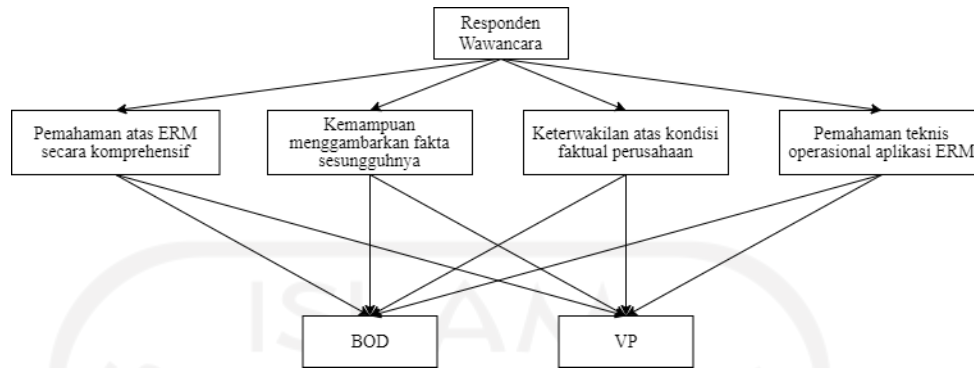 Responden
Wawancara
Pemahaman atas ERM
secara komprehensif
Kemampuan
menggambarkan fakta
sesungguhnya
Keterwakilan atas kondisi
faktual perusahaan
Pemahaman teknis
operasional aplikasi ERM
ISLAM
BOD
VP